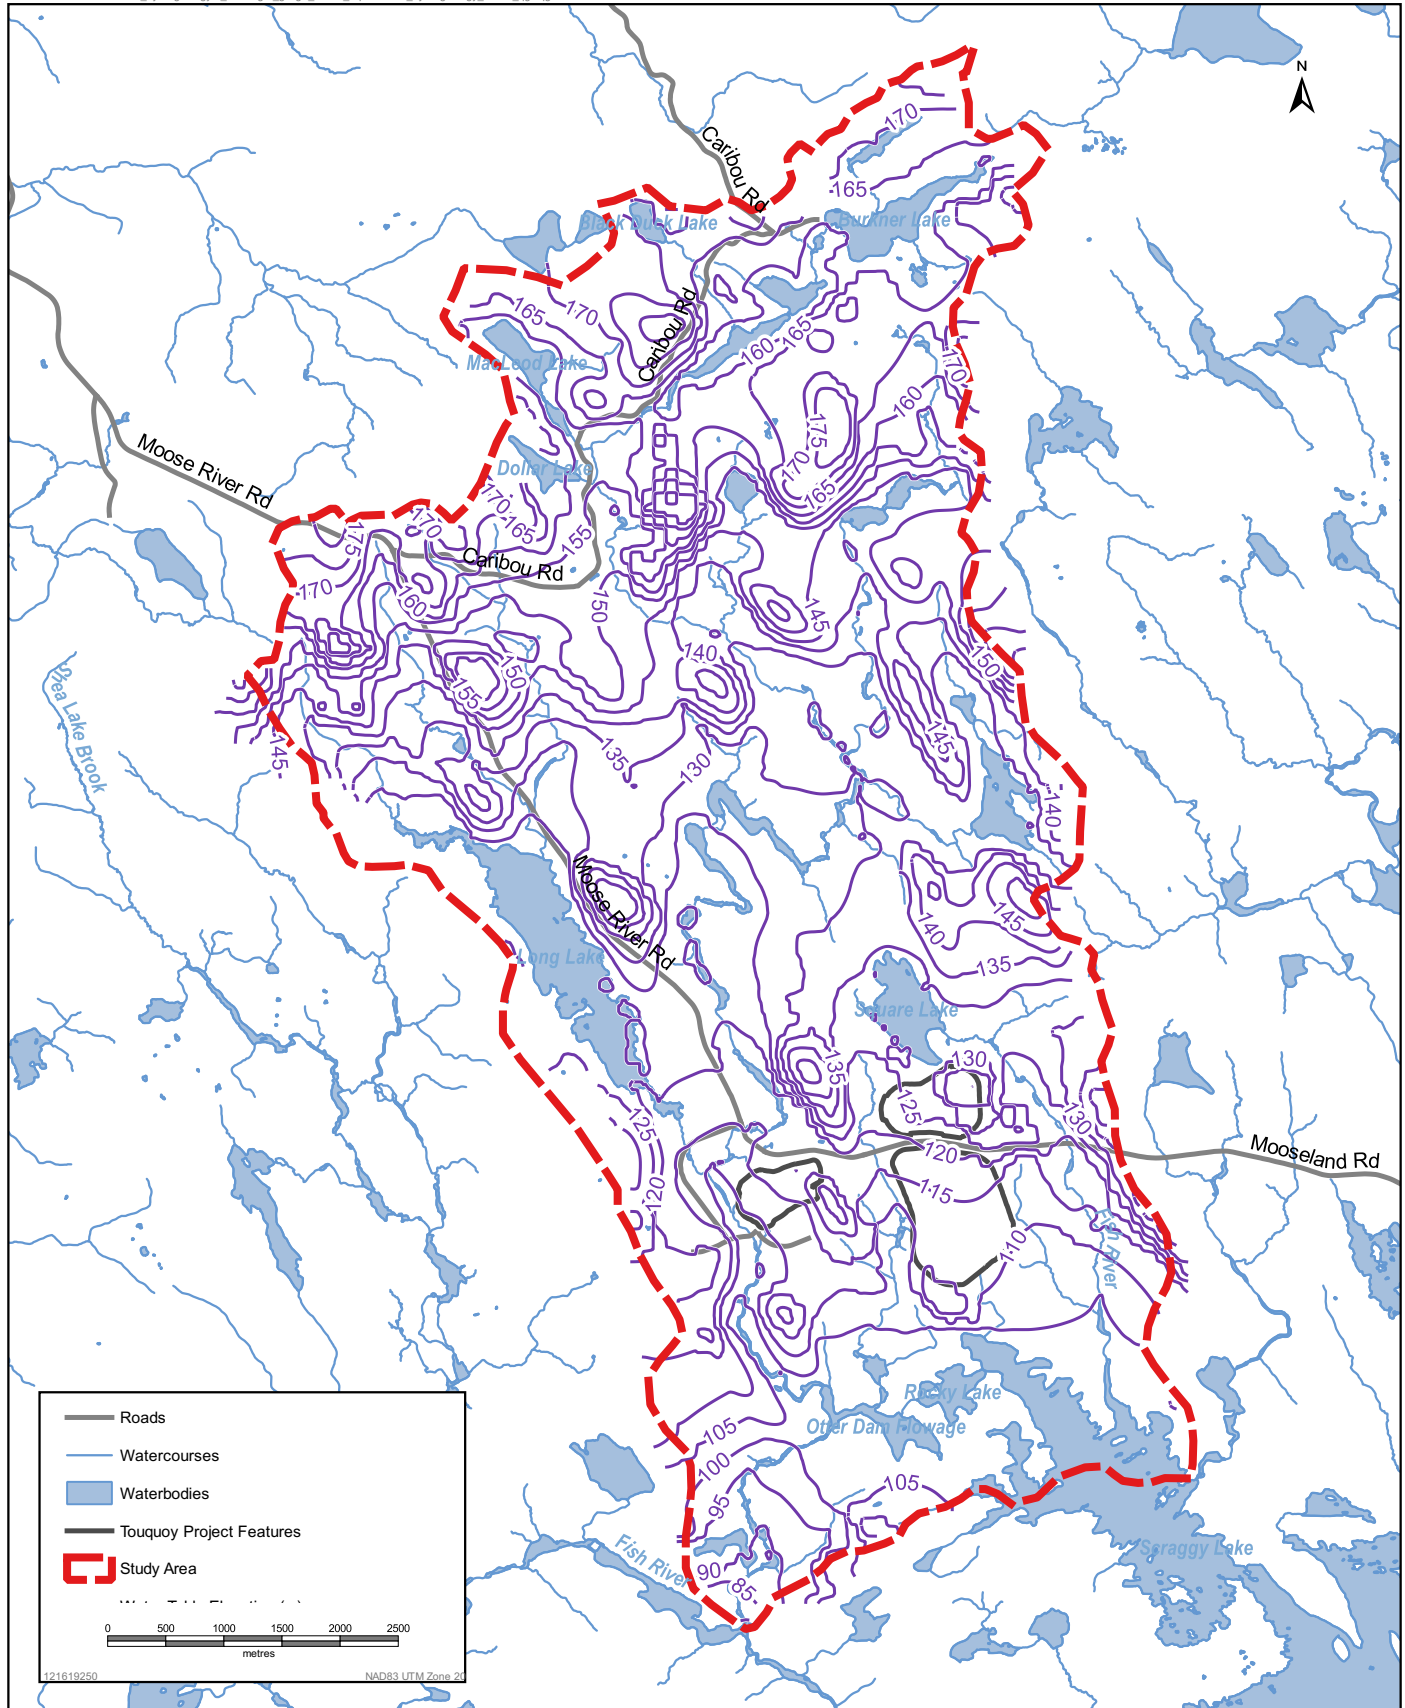 N
170
Caribou Rd
165
Black Duck Lake
Burkner Lake
165
170
Caribou Rd
160
165
MacLeod Lake
170
160
175
Moose River Rd
Dollar Lake
170
165
170
165
175
170
155
Caribou Rd
170
160
150
145
140
150
150
155
Spea Lake Brook
145
135
130
145
140
Moose River Rd
145
140
Long Lake
135
Square Lake
135
130
125
125
130
120
Mooseland Rd
120
115
110
Fish River
Rocky Lake
Otter Dam Flowage
105
100
105
95
Fish River
Scraggy Lake
90
85
Roads
Watercourses
Waterbodies
Touquoy Project Features
Study Area
0 500 1000 1500 2000 2500
metres
121619250
NAD83 UTM Zone 20